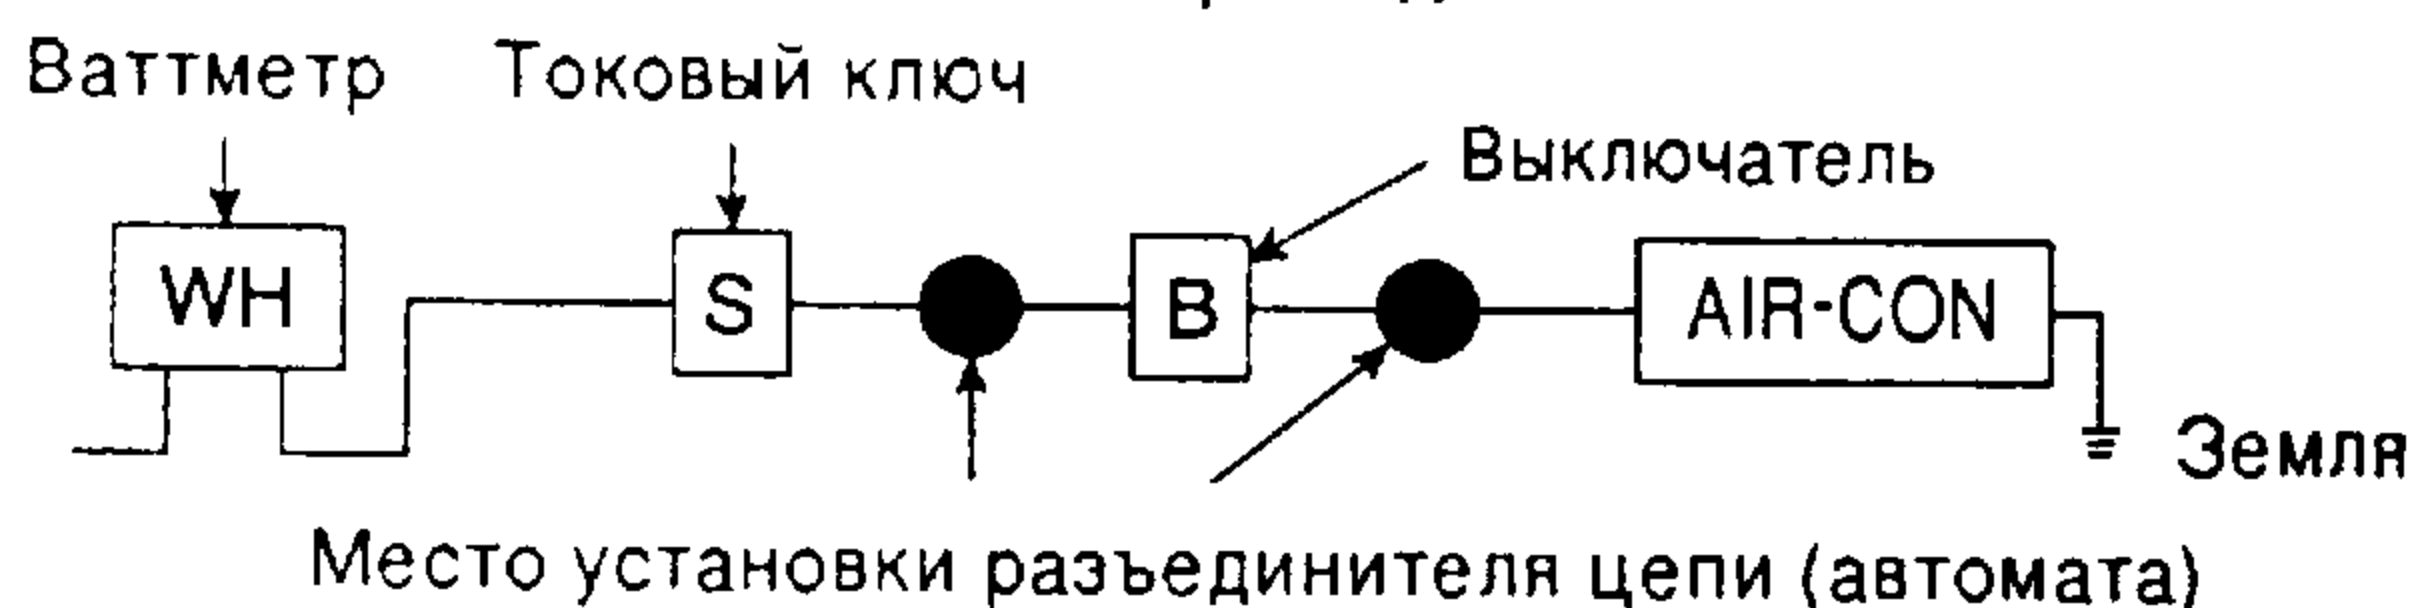 Ваттметр Токовый ключ
Выключатель
WH S B AIR-CON
Земля
Место установки разъединителя цепи (автомата)